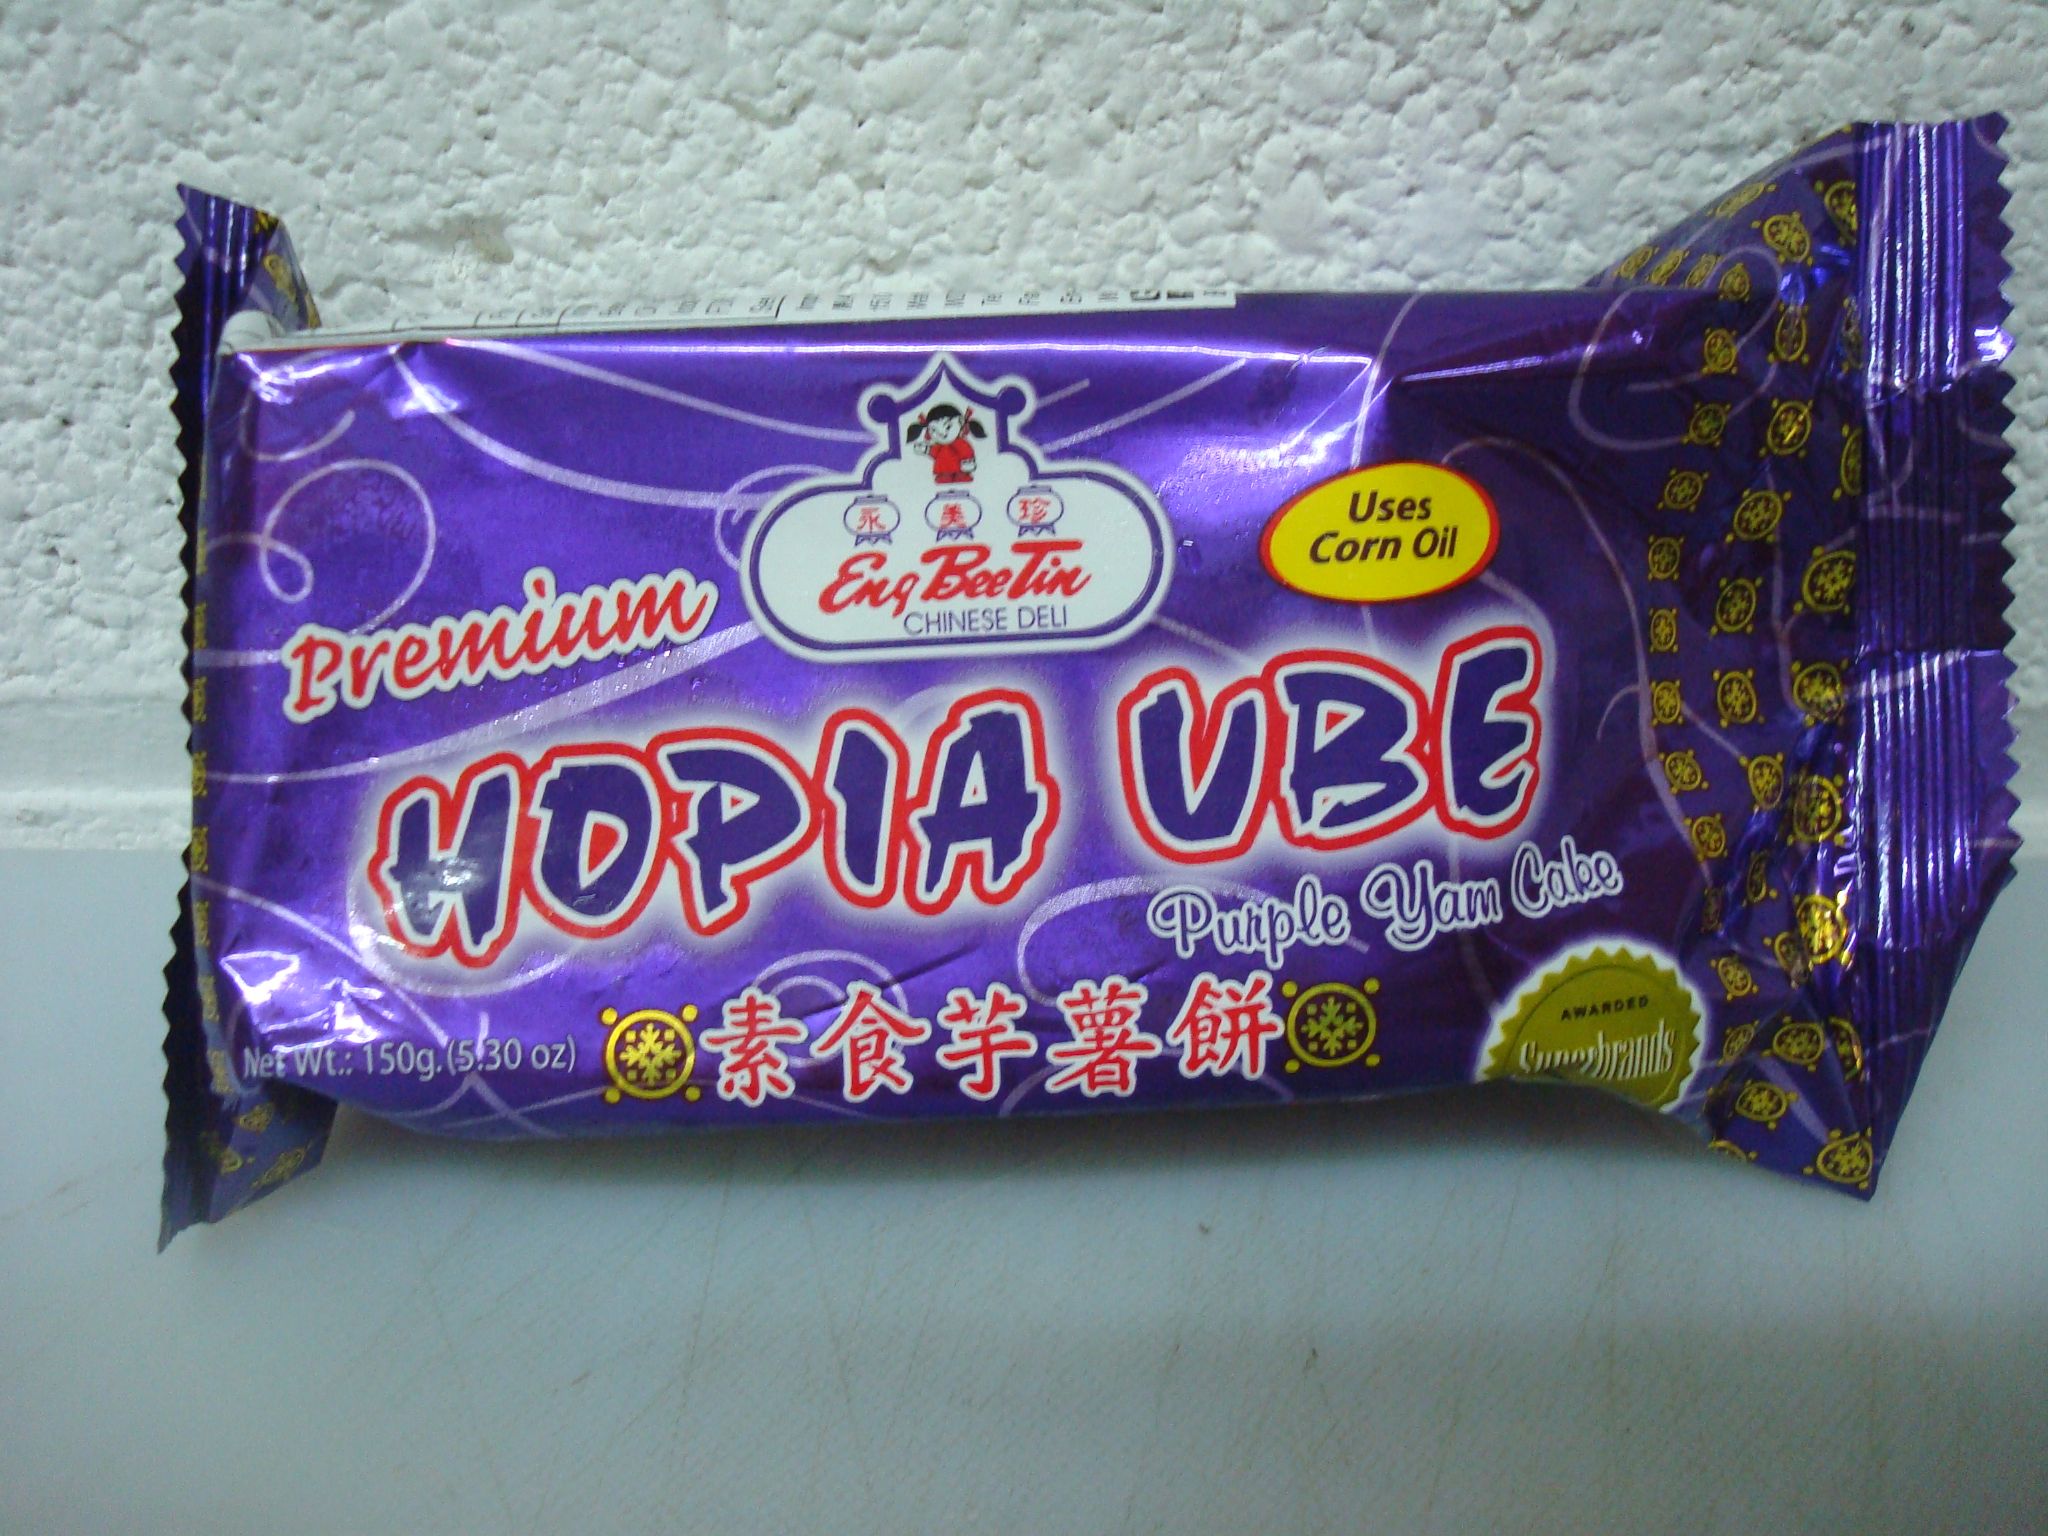 永 美 珍
Eng Bee Tin
CHINESE DELI
Uses
Corn Oil
Premium
HOPIA UBE
Purple Yam Cake
素食芋薯餅
Net Wt.: 150g.(5.30 oz)
AWARDED
Superbrands